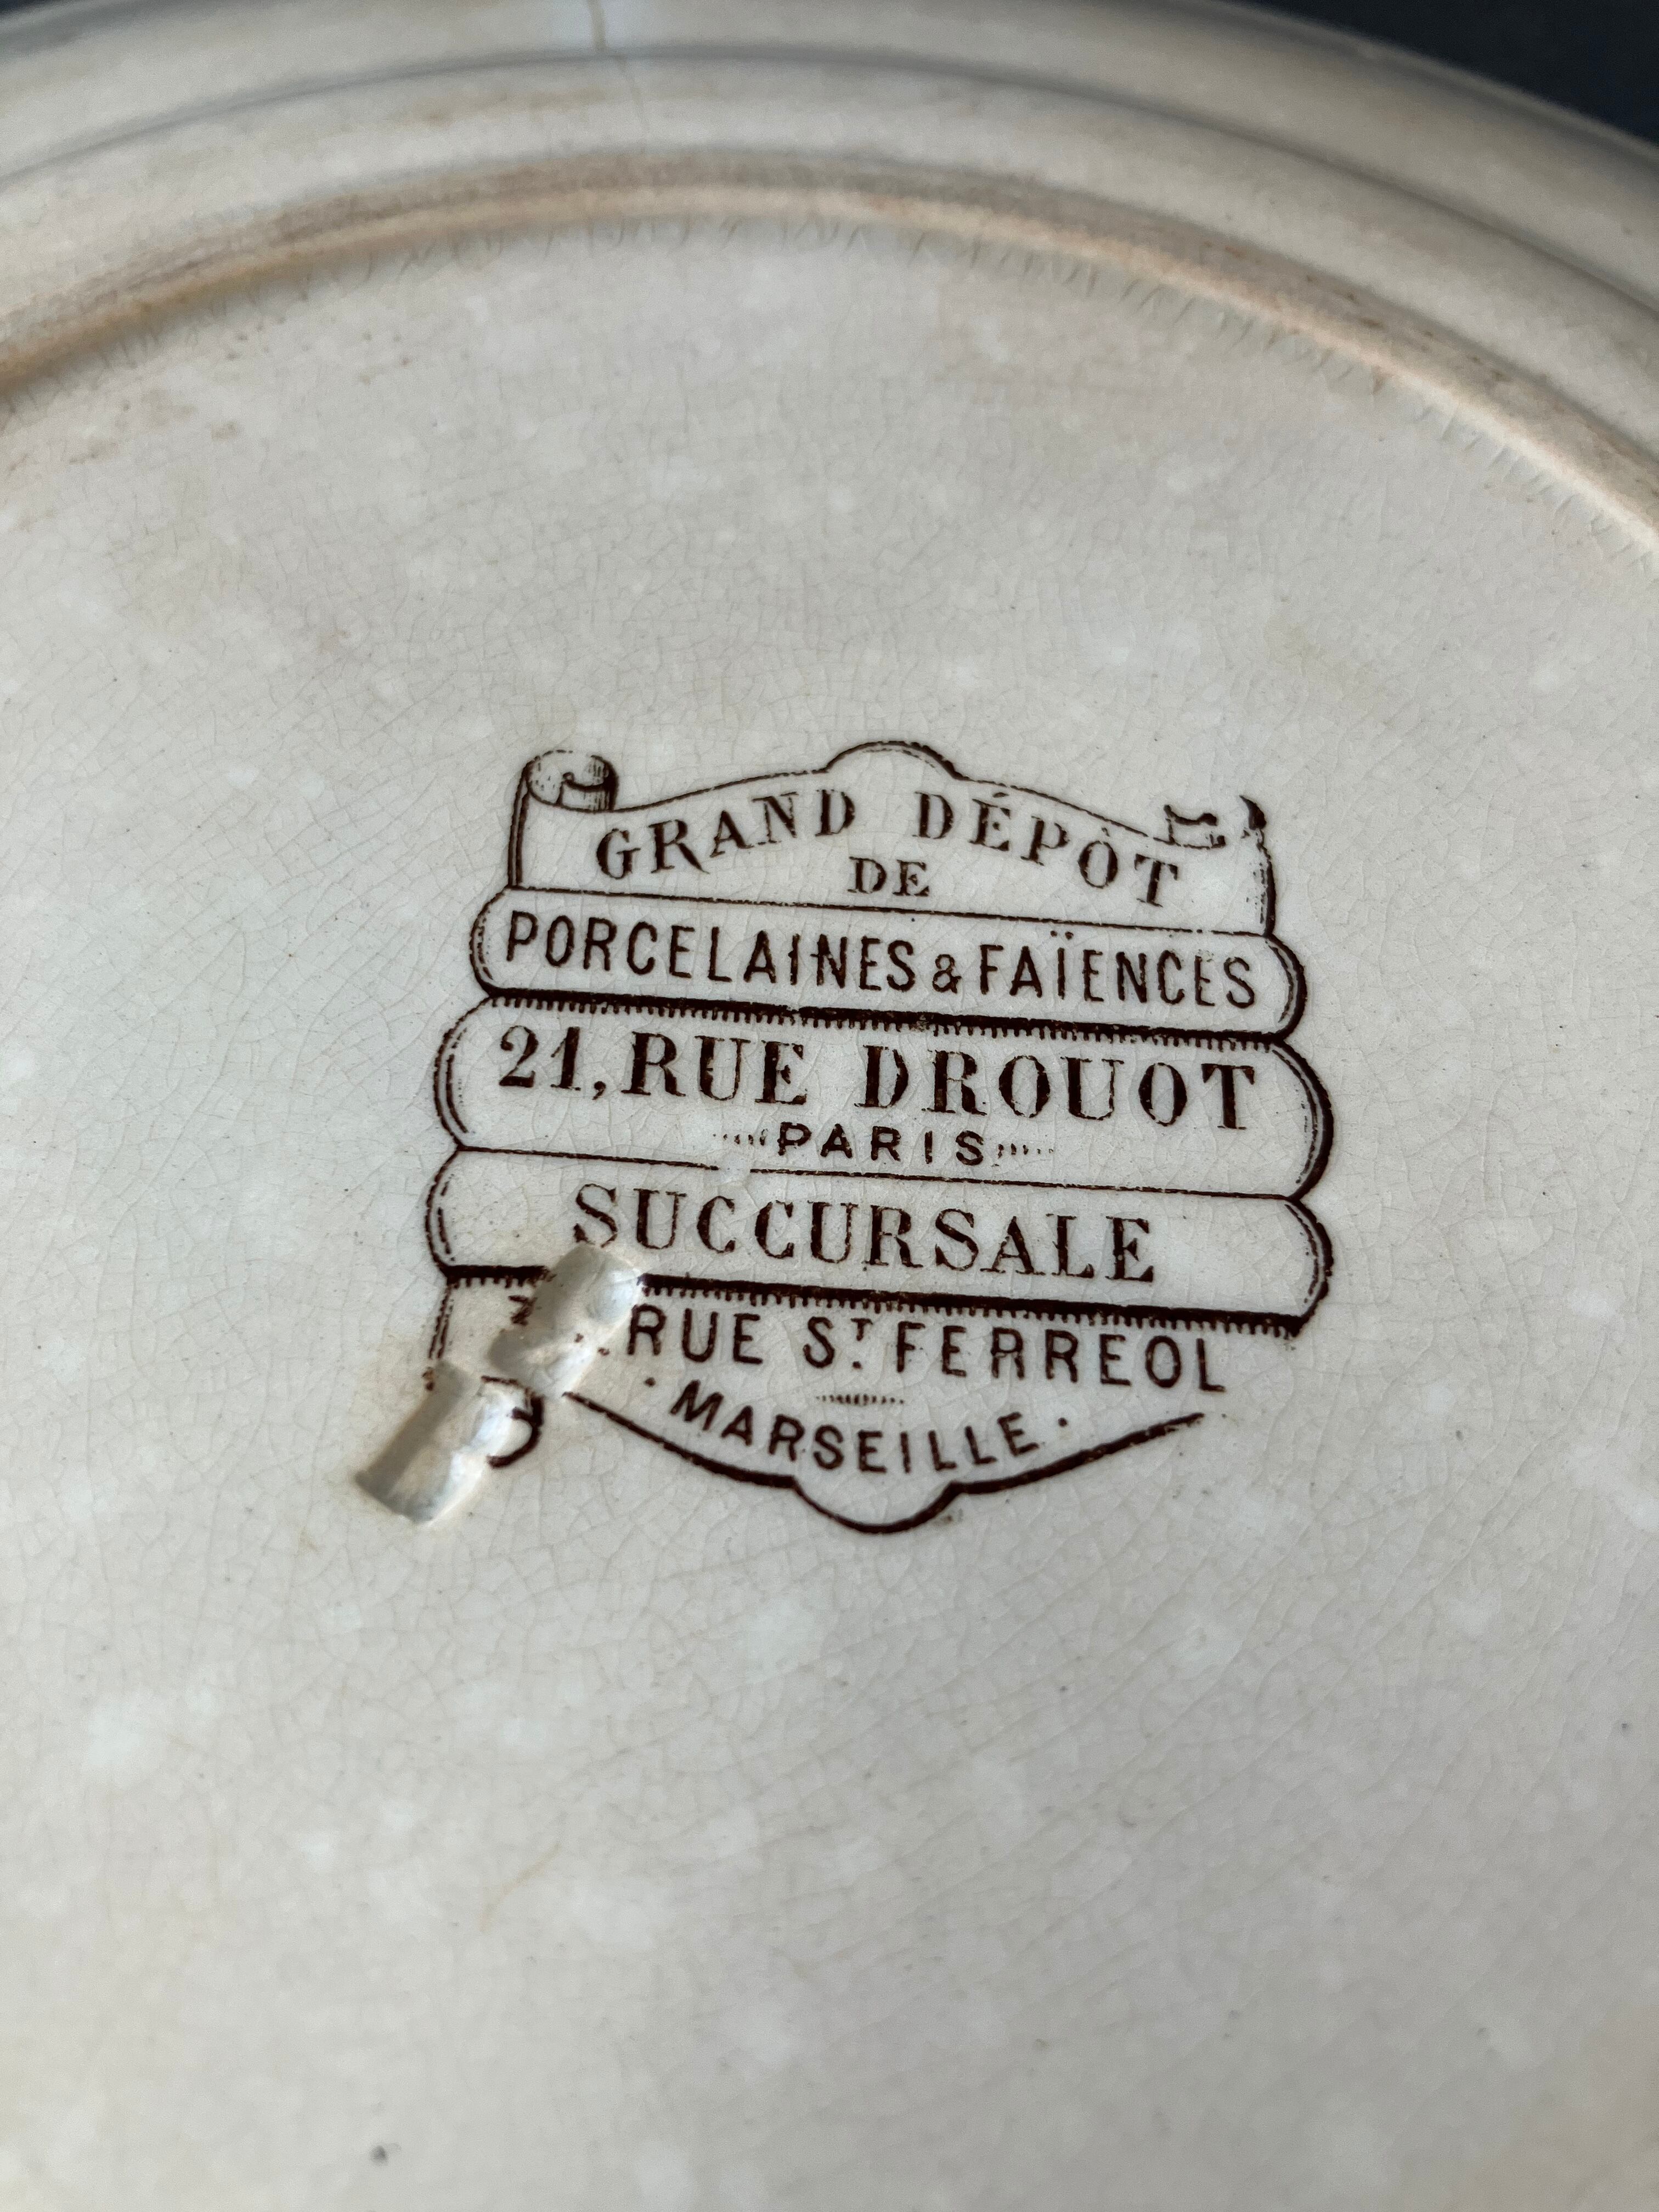 GRAND DÉPÔT
DE
PORCELAINES & FAÏENCES
21, RUE DROUOT
PARIS
SUCCURSALE
RUE ST FERREOL
MARSEILLE